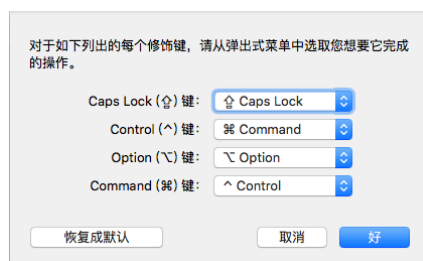 对于如下列出的每个修饰键，请从弹出式菜单中选取您想要它完成
的操作。
Caps Lock (⇪) 键： ⇪ Caps Lock
Control (^) 键： ⌘ Command
Option (⌥) 键： ⌥ Option
Command (⌘) 键： ^ Control
恢复成默认 取消 好